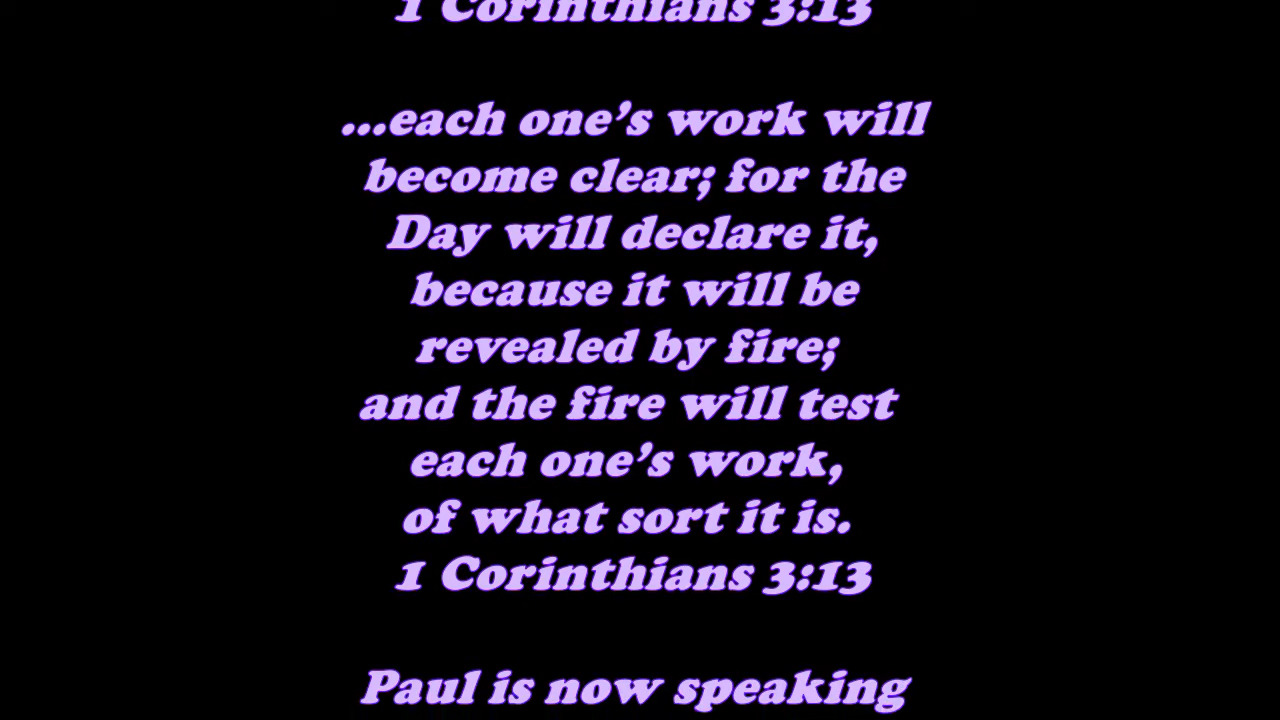 1 Corinthians 3:13
...each one's work will
become clear; for the
Day will declare it,
because it will be
revealed by fire;
and the fire will test
each one's work,
of what sort it is.
1 Corinthians 3:13
Paul is now speaking